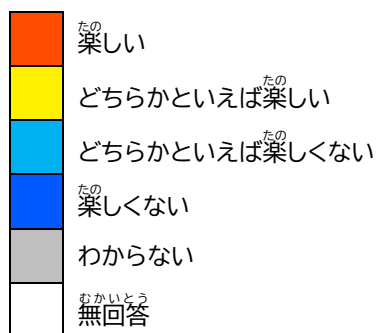 楽しい
どちらかといえば楽しい
どちらかといえば楽しくない
楽しくない
わからない
無回答